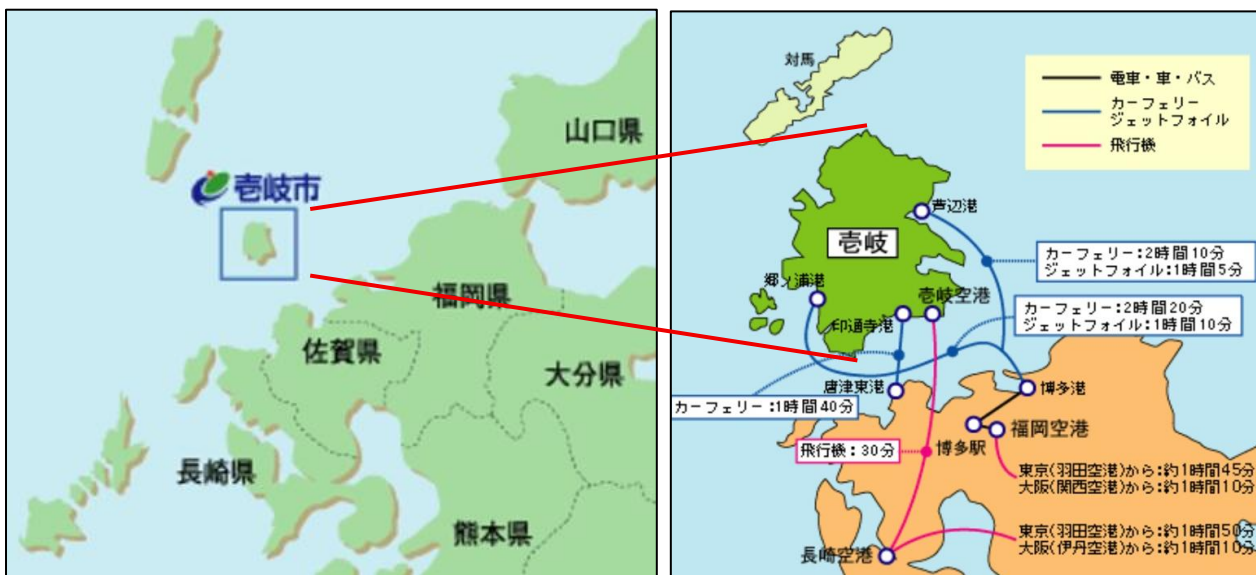 山口県
壱岐市
福岡県
佐賀県
大分県
長崎県
熊本県
対馬
電車・車・バス
カーフェリー
ジェットフォイル
飛行機
芦辺港
壱岐
カーフェリー:2時間10分
ジェットフォイル:1時間5分
郷ノ浦港
壱岐空港
印通寺港
カーフェリー:2時間20分
ジェットフォイル:1時間10分
唐津東港
博多港
カーフェリー:1時間40分
福岡空港
博多駅
飛行機:30分
東京(羽田空港)から:約1時間45分
大阪(関西空港)から:約1時間10分
東京(羽田空港)から:約1時間50分
大阪(伊丹空港)から:約1時間10分
長崎空港